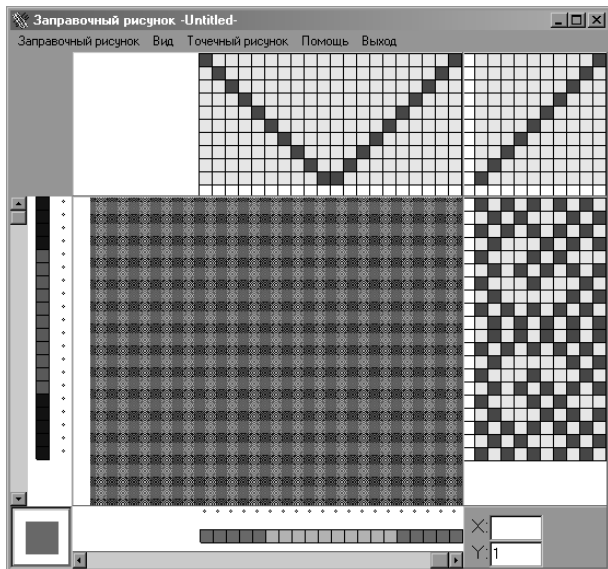 Заправочный рисунок -Untitled-
Заправочный рисунок Вид Точечный рисунок Помощь Выход
X:
Y: 1